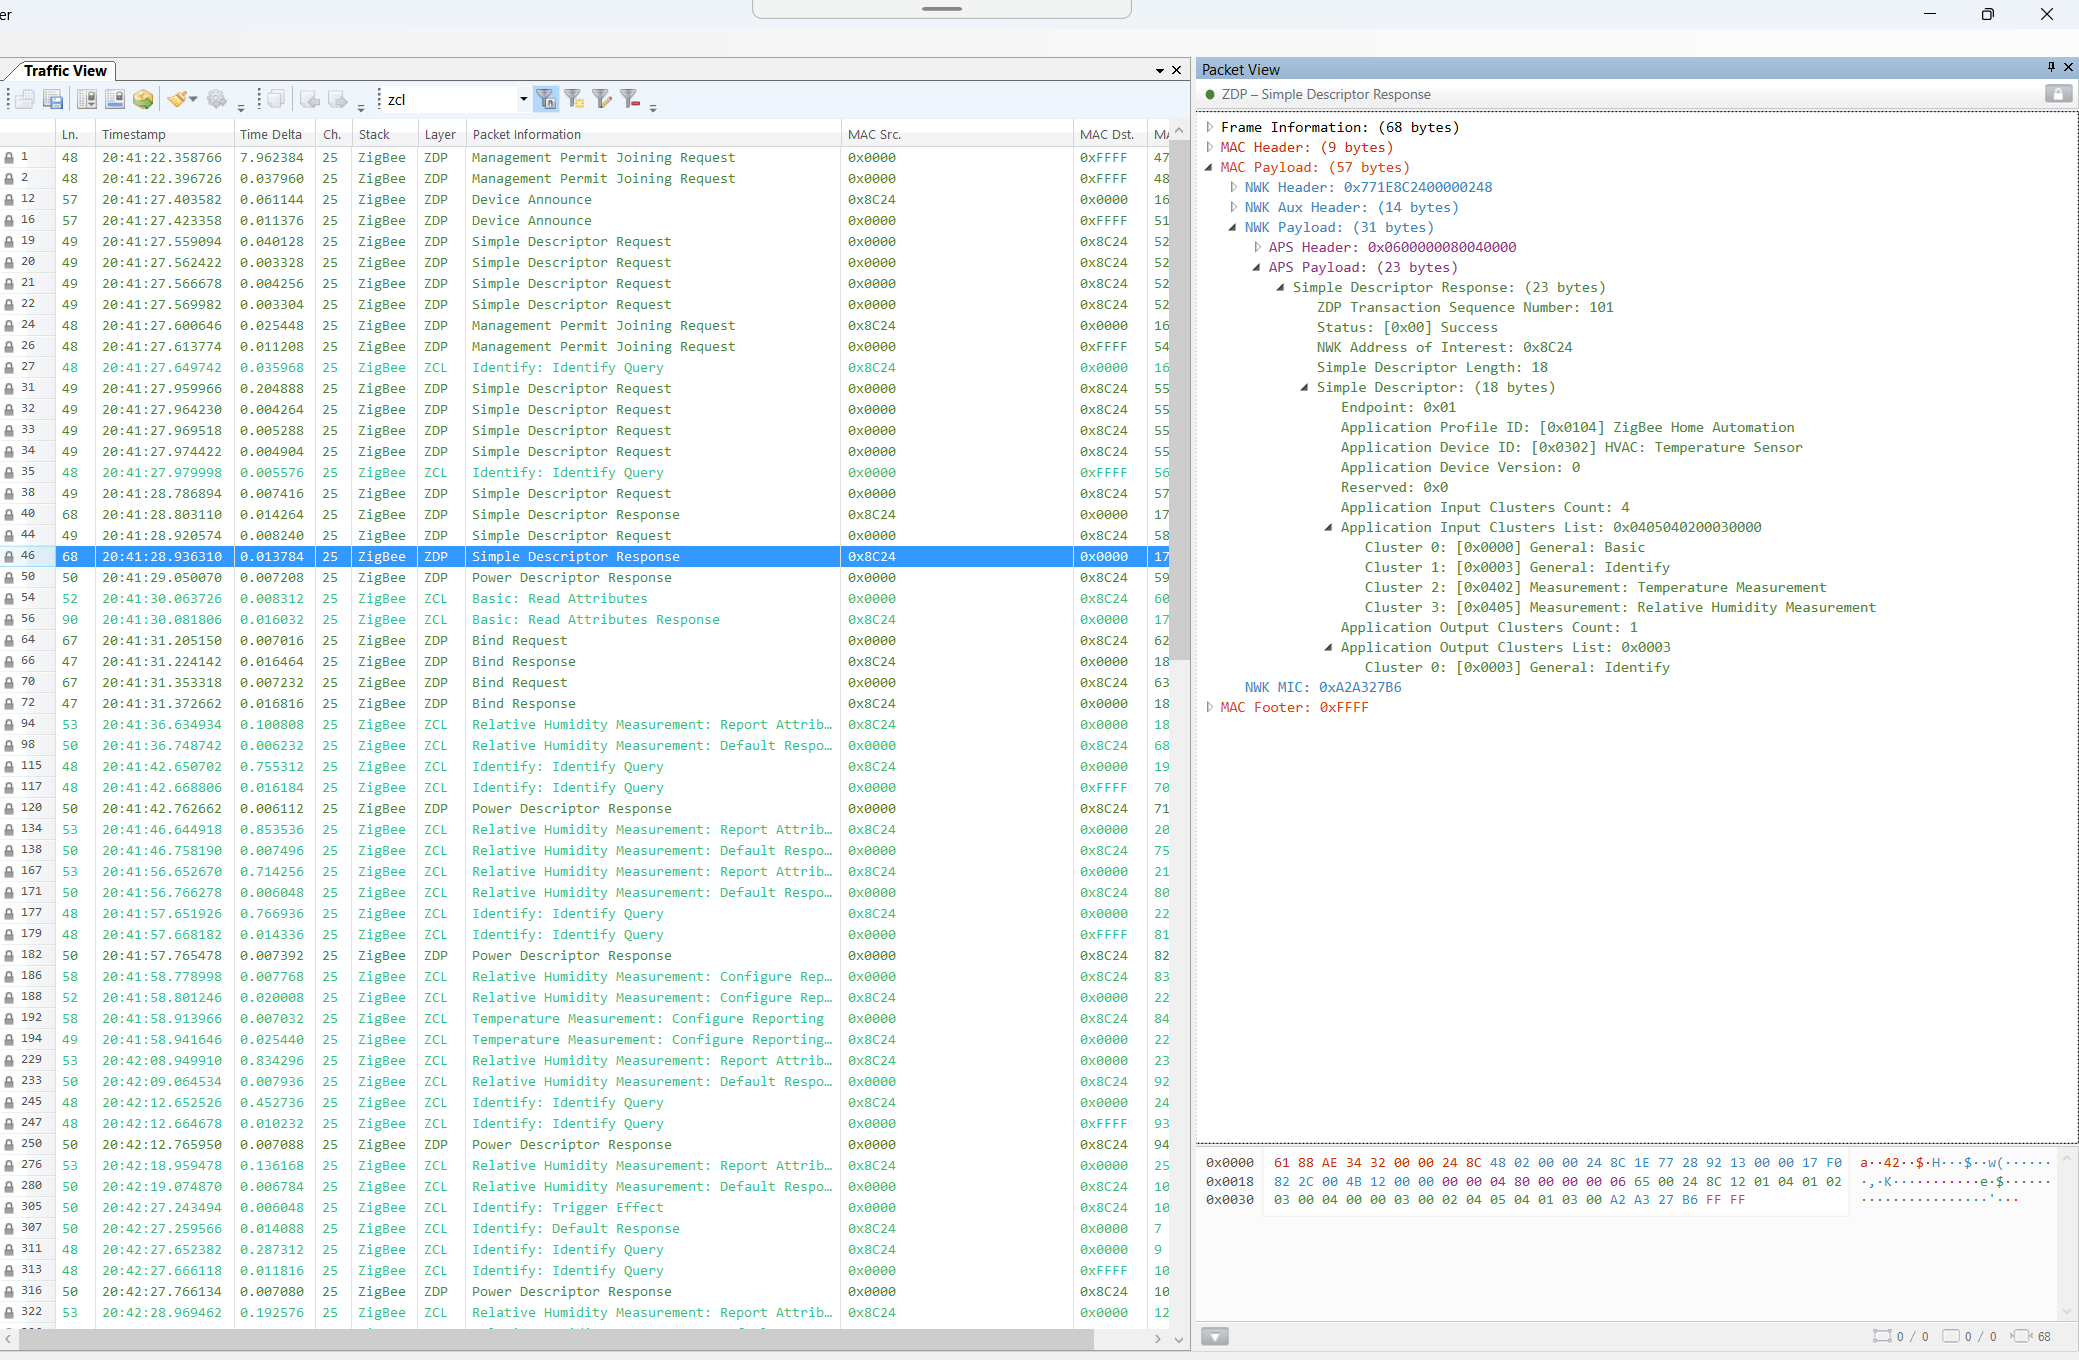 er
Traffic View
zcl
Ln. Timestamp Time Delta Ch. Stack Layer Packet Information MAC Src. MAC Dst. MA
1 48 20:41:22.358766 7.962384 25 ZigBee ZDP Management Permit Joining Request 0x0000 0xFFFF 47
2 48 20:41:22.396726 0.037960 25 ZigBee ZDP Management Permit Joining Request 0x0000 0xFFFF 48
12 57 20:41:27.403582 0.061144 25 ZigBee ZDP Device Announce 0x8C24 0x0000 16
16 57 20:41:27.423358 0.011376 25 ZigBee ZDP Device Announce 0x0000 0xFFFF 51
19 49 20:41:27.559094 0.040128 25 ZigBee ZDP Simple Descriptor Request 0x0000 0x8C24 52
20 49 20:41:27.562422 0.003328 25 ZigBee ZDP Simple Descriptor Request 0x0000 0x8C24 52
21 49 20:41:27.566678 0.004256 25 ZigBee ZDP Simple Descriptor Request 0x0000 0x8C24 52
22 49 20:41:27.569982 0.003304 25 ZigBee ZDP Simple Descriptor Request 0x0000 0x8C24 52
24 48 20:41:27.600646 0.025448 25 ZigBee ZDP Management Permit Joining Request 0x8C24 0x0000 16
26 48 20:41:27.613774 0.011208 25 ZigBee ZDP Management Permit Joining Request 0x0000 0xFFFF 54
27 48 20:41:27.649742 0.035968 25 ZigBee ZCL Identify: Identify Query 0x8C24 0x0000 16
31 49 20:41:27.959966 0.204888 25 ZigBee ZDP Simple Descriptor Request 0x0000 0x8C24 55
32 49 20:41:27.964230 0.004264 25 ZigBee ZDP Simple Descriptor Request 0x0000 0x8C24 55
33 49 20:41:27.969518 0.005288 25 ZigBee ZDP Simple Descriptor Request 0x0000 0x8C24 55
34 49 20:41:27.974422 0.004904 25 ZigBee ZDP Simple Descriptor Request 0x0000 0x8C24 55
35 48 20:41:27.979998 0.005576 25 ZigBee ZCL Identify: Identify Query 0x0000 0xFFFF 56
38 49 20:41:28.786894 0.007416 25 ZigBee ZDP Simple Descriptor Request 0x0000 0x8C24 57
40 68 20:41:28.803110 0.014264 25 ZigBee ZDP Simple Descriptor Response 0x8C24 0x0000 17
44 49 20:41:28.920574 0.008240 25 ZigBee ZDP Simple Descriptor Request 0x0000 0x8C24 58
46 68 20:41:28.936310 0.013784 25 ZigBee ZDP Simple Descriptor Response 0x8C24 0x0000 17
50 50 20:41:29.050070 0.007208 25 ZigBee ZDP Power Descriptor Response 0x0000 0x8C24 59
54 52 20:41:30.063726 0.008312 25 ZigBee ZCL Basic: Read Attributes 0x0000 0x8C24 60
56 90 20:41:30.081806 0.016032 25 ZigBee ZCL Basic: Read Attributes Response 0x8C24 0x0000 17
64 67 20:41:31.205150 0.007016 25 ZigBee ZDP Bind Request 0x0000 0x8C24 62
66 47 20:41:31.224142 0.016464 25 ZigBee ZDP Bind Response 0x8C24 0x0000 18
70 67 20:41:31.353318 0.007232 25 ZigBee ZDP Bind Request 0x0000 0x8C24 63
72 47 20:41:31.372662 0.016816 25 ZigBee ZDP Bind Response 0x8C24 0x0000 18
94 53 20:41:36.634934 0.100808 25 ZigBee ZCL Relative Humidity Measurement: Report Attrib… 0x8C24 0x0000 18
98 50 20:41:36.748742 0.006232 25 ZigBee ZCL Relative Humidity Measurement: Default Respo… 0x0000 0x8C24 68
115 48 20:41:42.650702 0.755312 25 ZigBee ZCL Identify: Identify Query 0x8C24 0x0000 19
117 48 20:41:42.668806 0.016184 25 ZigBee ZCL Identify: Identify Query 0x0000 0xFFFF 70
120 50 20:41:42.762662 0.006112 25 ZigBee ZDP Power Descriptor Response 0x0000 0x8C24 71
134 53 20:41:46.644918 0.853536 25 ZigBee ZCL Relative Humidity Measurement: Report Attrib… 0x8C24 0x0000 20
138 50 20:41:46.758190 0.007496 25 ZigBee ZCL Relative Humidity Measurement: Default Respo… 0x0000 0x8C24 75
167 53 20:41:56.652670 0.714256 25 ZigBee ZCL Relative Humidity Measurement: Report Attrib… 0x8C24 0x0000 21
171 50 20:41:56.766278 0.006048 25 ZigBee ZCL Relative Humidity Measurement: Default Respo… 0x0000 0x8C24 80
177 48 20:41:57.651926 0.766936 25 ZigBee ZCL Identify: Identify Query 0x8C24 0x0000 22
179 48 20:41:57.668182 0.014336 25 ZigBee ZCL Identify: Identify Query 0x0000 0xFFFF 81
182 50 20:41:57.765478 0.007392 25 ZigBee ZDP Power Descriptor Response 0x0000 0x8C24 82
186 58 20:41:58.778998 0.007768 25 ZigBee ZCL Relative Humidity Measurement: Configure Rep… 0x0000 0x8C24 83
188 52 20:41:58.801246 0.020008 25 ZigBee ZCL Relative Humidity Measurement: Configure Rep… 0x8C24 0x0000 22
192 58 20:41:58.913966 0.007032 25 ZigBee ZCL Temperature Measurement: Configure Reporting 0x0000 0x8C24 84
194 49 20:41:58.941646 0.025440 25 ZigBee ZCL Temperature Measurement: Configure Reporting… 0x8C24 0x0000 22
229 53 20:42:08.949910 0.834296 25 ZigBee ZCL Relative Humidity Measurement: Report Attrib… 0x8C24 0x0000 23
233 50 20:42:09.064534 0.007936 25 ZigBee ZCL Relative Humidity Measurement: Default Respo… 0x0000 0x8C24 92
245 48 20:42:12.652526 0.452736 25 ZigBee ZCL Identify: Identify Query 0x8C24 0x0000 24
247 48 20:42:12.664678 0.010232 25 ZigBee ZCL Identify: Identify Query 0x0000 0xFFFF 93
250 50 20:42:12.765950 0.007088 25 ZigBee ZDP Power Descriptor Response 0x0000 0x8C24 94
276 53 20:42:18.959478 0.136168 25 ZigBee ZCL Relative Humidity Measurement: Report Attrib… 0x8C24 0x0000 25
280 50 20:42:19.074870 0.006784 25 ZigBee ZCL Relative Humidity Measurement: Default Respo… 0x0000 0x8C24 10
305 50 20:42:27.243494 0.006048 25 ZigBee ZCL Identify: Trigger Effect 0x0000 0x8C24 10
307 50 20:42:27.259566 0.014088 25 ZigBee ZCL Identify: Default Response 0x8C24 0x0000 7
311 48 20:42:27.652382 0.287312 25 ZigBee ZCL Identify: Identify Query 0x8C24 0x0000 9
313 48 20:42:27.666118 0.011816 25 ZigBee ZCL Identify: Identify Query 0x0000 0xFFFF 10
316 50 20:42:27.766134 0.007080 25 ZigBee ZDP Power Descriptor Response 0x0000 0x8C24 10
322 53 20:42:28.969462 0.192576 25 ZigBee ZCL Relative Humidity Measurement: Report Attrib… 0x8C24 0x0000 12
Packet View
ZDP – Simple Descriptor Response
Frame Information: (68 bytes)
MAC Header: (9 bytes)
MAC Payload: (57 bytes)
NWK Header: 0x771E8C2400000248
NWK Aux Header: (14 bytes)
NWK Payload: (31 bytes)
APS Header: 0x0600000080040000
APS Payload: (23 bytes)
Simple Descriptor Response: (23 bytes)
ZDP Transaction Sequence Number: 101
Status: [0x00] Success
NWK Address of Interest: 0x8C24
Simple Descriptor Length: 18
Simple Descriptor: (18 bytes)
Endpoint: 0x01
Application Profile ID: [0x0104] ZigBee Home Automation
Application Device ID: [0x0302] HVAC: Temperature Sensor
Application Device Version: 0
Reserved: 0x0
Application Input Clusters Count: 4
Application Input Clusters List: 0x0405040200030000
Cluster 0: [0x0000] General: Basic
Cluster 1: [0x0003] General: Identify
Cluster 2: [0x0402] Measurement: Temperature Measurement
Cluster 3: [0x0405] Measurement: Relative Humidity Measurement
Application Output Clusters Count: 1
Application Output Clusters List: 0x0003
Cluster 0: [0x0003] General: Identify
NWK MIC: 0xA2A327B6
MAC Footer: 0xFFFF
0x0000 61 88 AE 34 32 00 00 24 8C 48 02 00 00 24 8C 1E 77 28 92 13 00 00 17 F0 a··42··$·H···$··w(······
0x0018 82 2C 00 4B 12 00 00 00 00 04 80 00 00 00 06 65 00 24 8C 12 01 04 01 02 ·,·K···········e·$······
0x0030 03 00 04 00 00 03 00 02 04 05 04 01 03 00 A2 A3 27 B6 FF FF ················'···
0 / 0 0 / 0 68